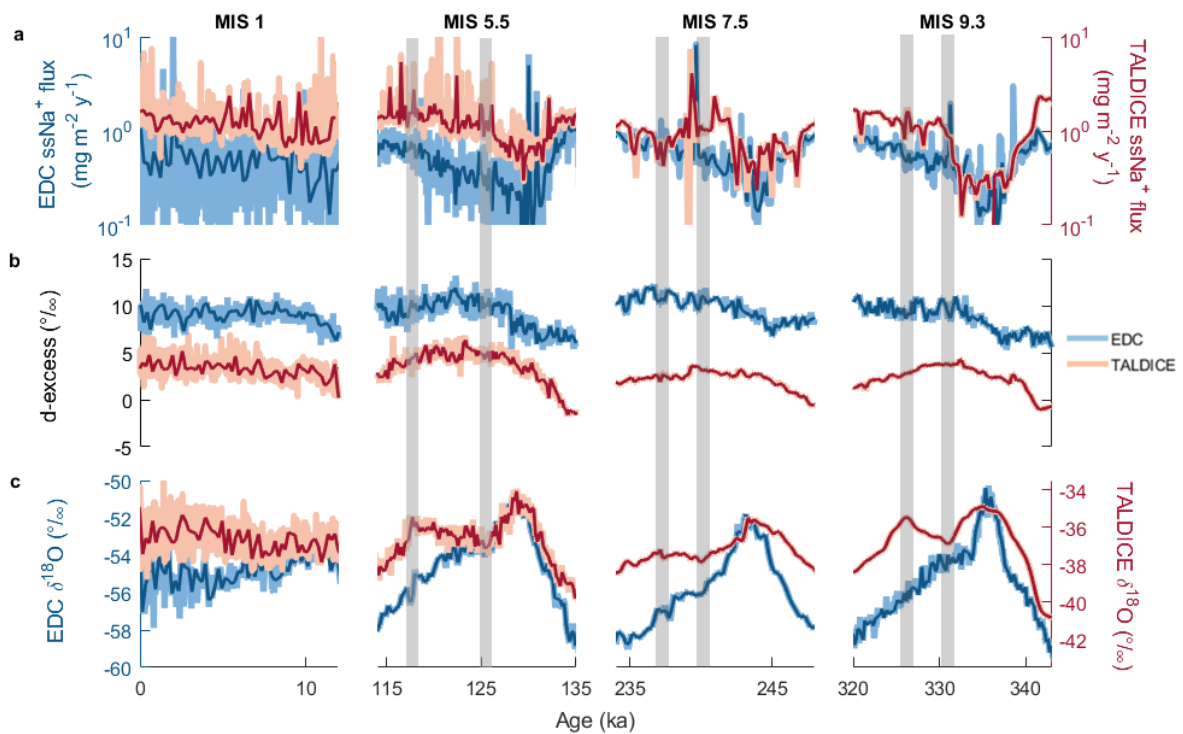 MIS 1 MIS 5.5 MIS 7.5 MIS 9.3
a
EDC ssNa⁺ flux
(mg m⁻² y⁻¹)
10¹
10⁰
10⁻¹
10¹
10⁰
10⁻¹
TALDICE ssNa⁺ flux
(mg m⁻² y⁻¹)
b
d-excess (°/∞)
15
10
5
0
-5
EDC
TALDICE
c
EDC δ¹⁸O (°/∞)
-50
-52
-54
-56
-58
-60
-34
-36
-38
-40
-42
TALDICE δ¹⁸O (°/∞)
0 10 115 125 135 235 245 320 330 340
Age (ka)